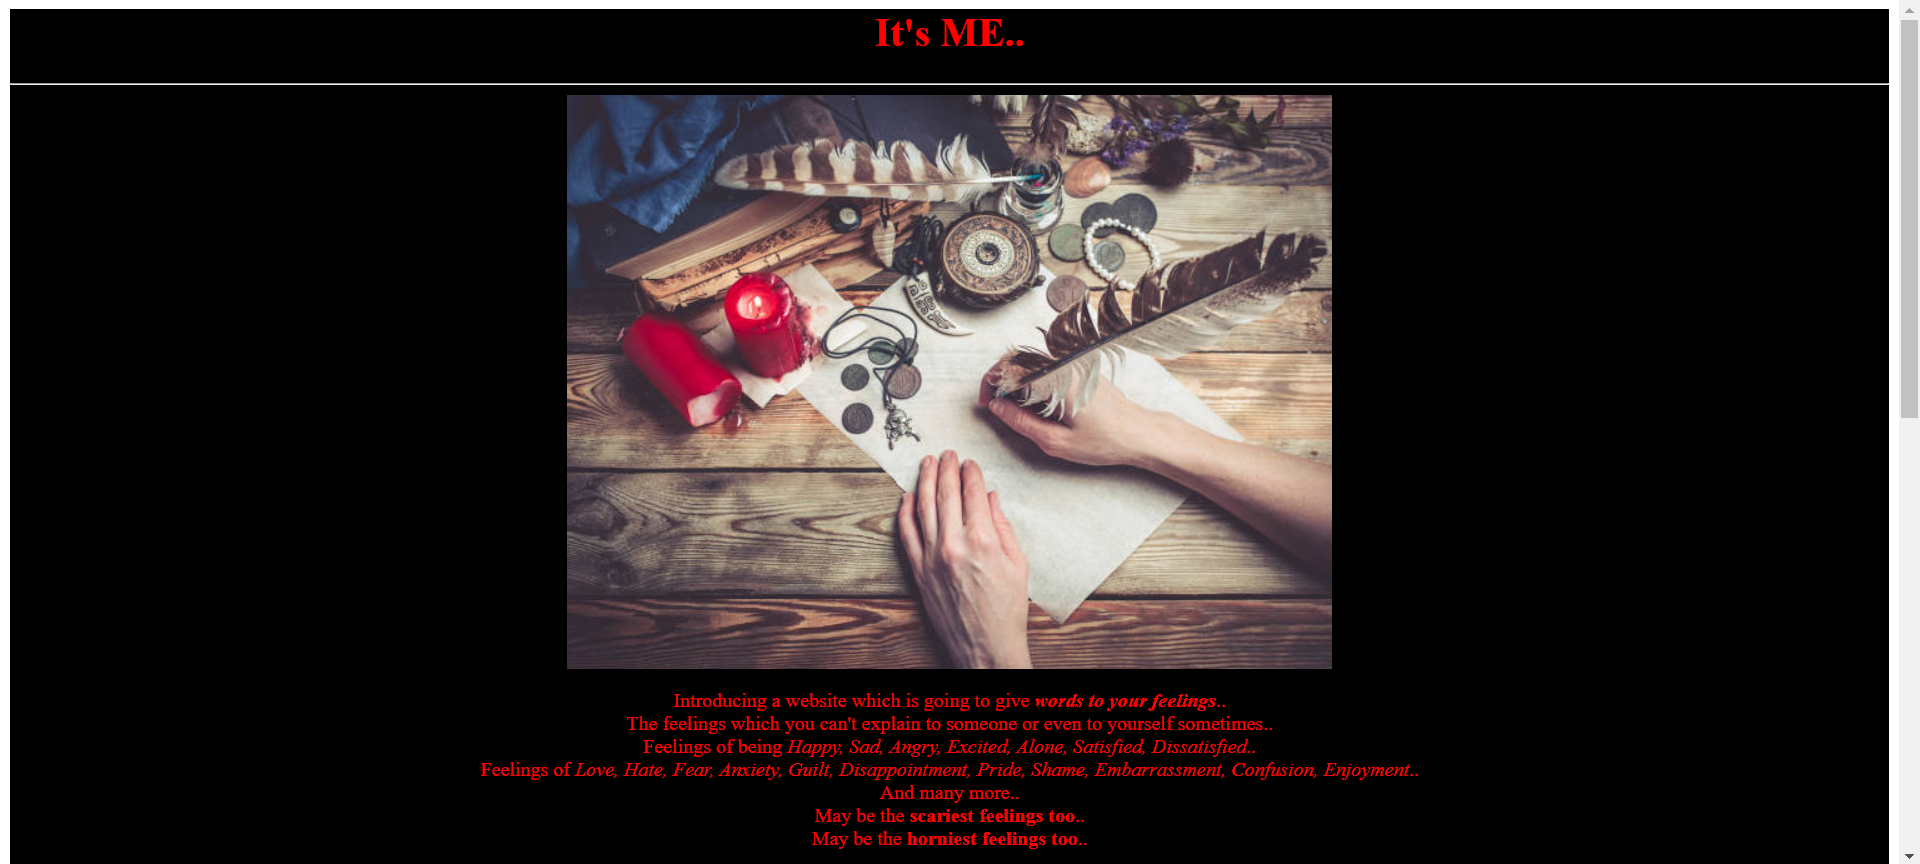 It's ME..
Introducing a website which is going to give words to your feelings..
The feelings which you can't explain to someone or even to yourself sometimes..
Feelings of being Happy, Sad, Angry, Excited, Alone, Satisfied, Dissatisfied..
Feelings of Love, Hate, Fear, Anxiety, Guilt, Disappointment, Pride, Shame, Embarrassment, Confusion, Enjoyment..
And many more..
May be the scariest feelings too..
May be the horniest feelings too..